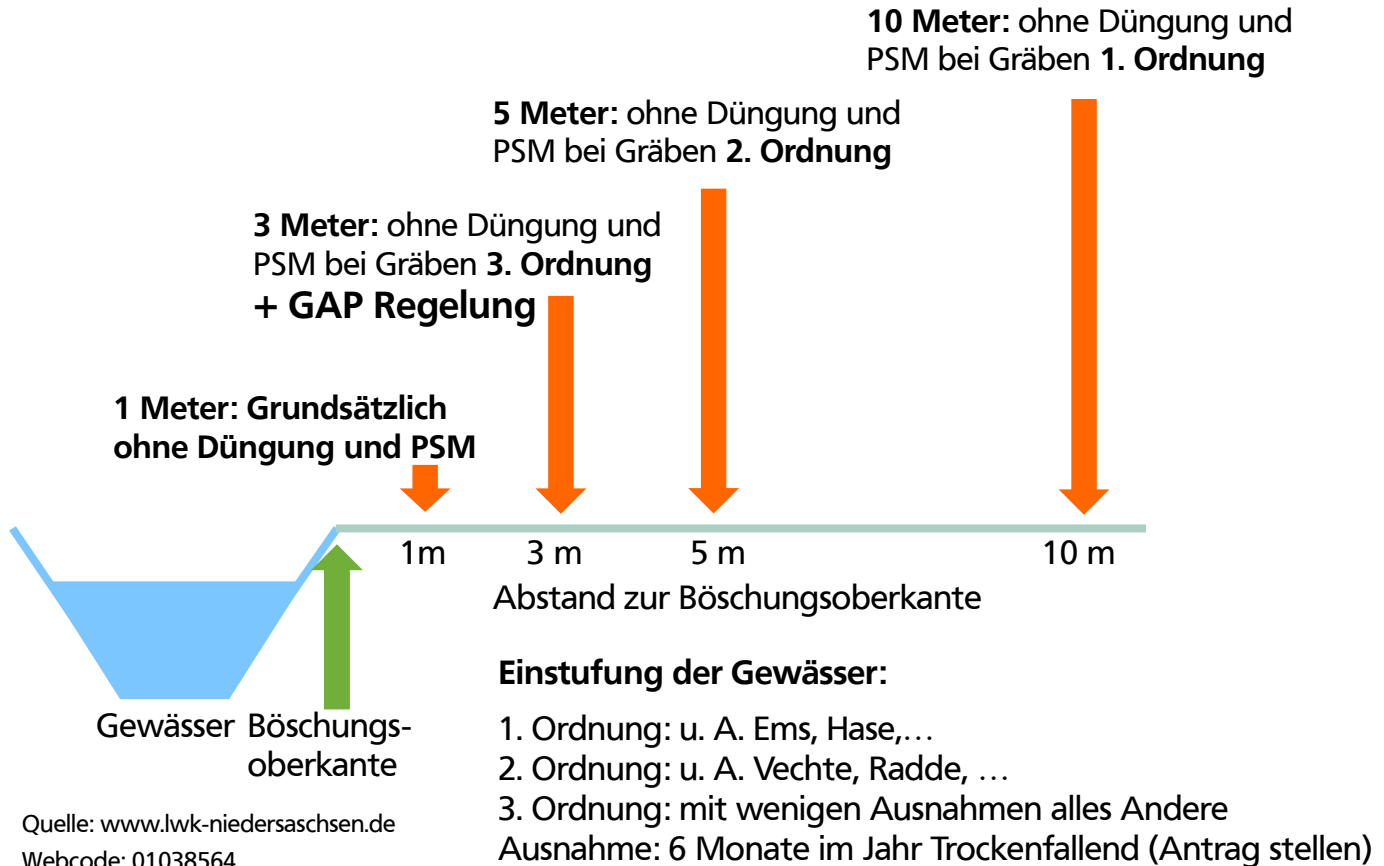 10 Meter: ohne Düngung und
PSM bei Gräben 1. Ordnung
5 Meter: ohne Düngung und
PSM bei Gräben 2. Ordnung
3 Meter: ohne Düngung und
PSM bei Gräben 3. Ordnung
+ GAP Regelung
1 Meter: Grundsätzlich
ohne Düngung und PSM
1m 3 m 5 m 10 m
Abstand zur Böschungsoberkante
Gewässer Böschungs-
oberkante
Einstufung der Gewässer:
1. Ordnung: u. A. Ems, Hase,…
2. Ordnung: u. A. Vechte, Radde, …
3. Ordnung: mit wenigen Ausnahmen alles Andere
Ausnahme: 6 Monate im Jahr Trockenfallend (Antrag stellen)
Quelle: www.lwk-niedersaschsen.de
Webcode: 01038564